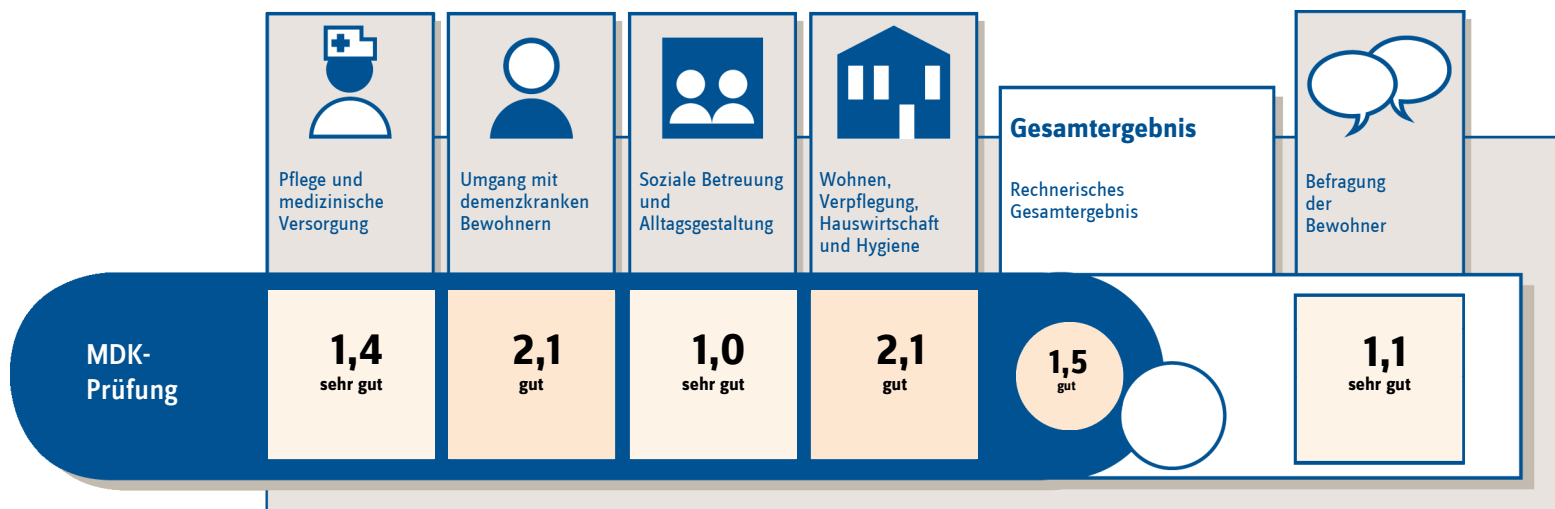 Pflege und
medizinische
Versorgung
Umgang mit
demenzkranken
Bewohnern
Soziale Betreuung
und
Alltagsgestaltung
Wohnen,
Verpflegung,
Hauswirtschaft
und Hygiene
Gesamtergebnis
Rechnerisches
Gesamtergebnis
Befragung
der
Bewohner
MDK-
Prüfung
1,4
sehr gut
2,1
gut
1,0
sehr gut
2,1
gut
1,5
gut
1,1
sehr gut